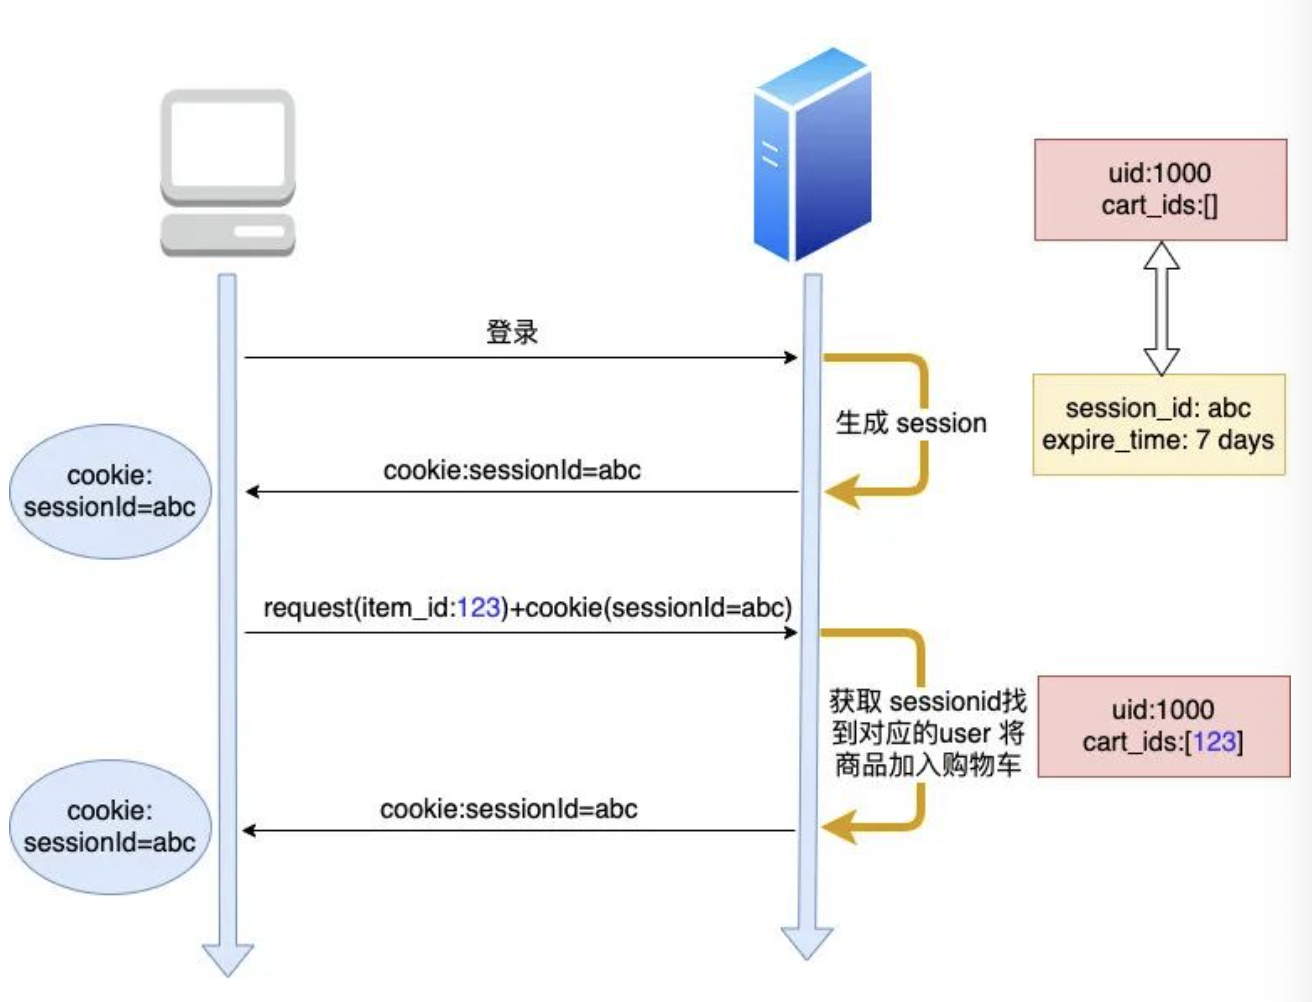 uid:1000
cart_ids:[]
登录
session_id: abc
expire_time: 7 days
生成 session
cookie:sessionId=abc
cookie:
sessionId=abc
request(item_id:123)+cookie(sessionId=abc)
获取 sessionid找
到对应的user 将
商品加入购物车
uid:1000
cart_ids:[123]
cookie:sessionId=abc
cookie:
sessionId=abc